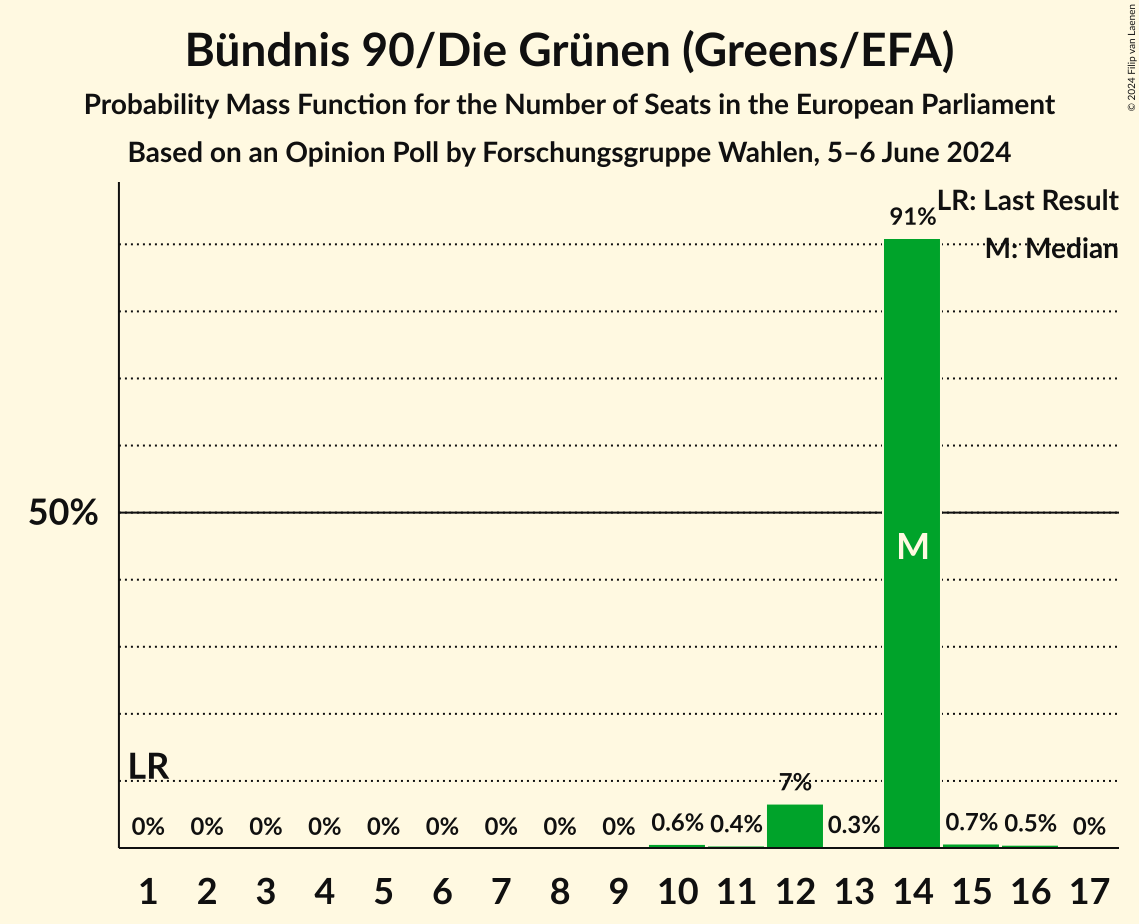 Bündnis 90/Die Grünen (Greens/EFA)
Probability Mass Function for the Number of Seats in the European Parliament
Based on an Opinion Poll by Forschungsgruppe Wahlen, 5–6 June 2024
© 2024 Filip van Laenen
LR: Last Result
M: Median
91%
50%
M
LR
7%
0% 0% 0% 0% 0% 0% 0% 0% 0% 0.6% 0.4% 0.3% 0.7% 0.5% 0%
1 2 3 4 5 6 7 8 9 10 11 12 13 14 15 16 17